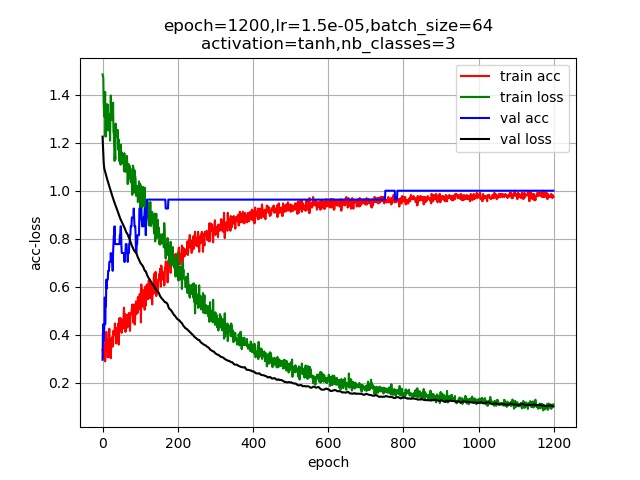 epoch=1200,lr=1.5e-05,batch_size=64
activation=tanh,nb_classes=3
train acc
train loss
val acc
val loss
1.4
1.2
1.0
0.8
0.6
0.4
0.2
acc-loss
0
200
400
600
800
1000
1200
epoch